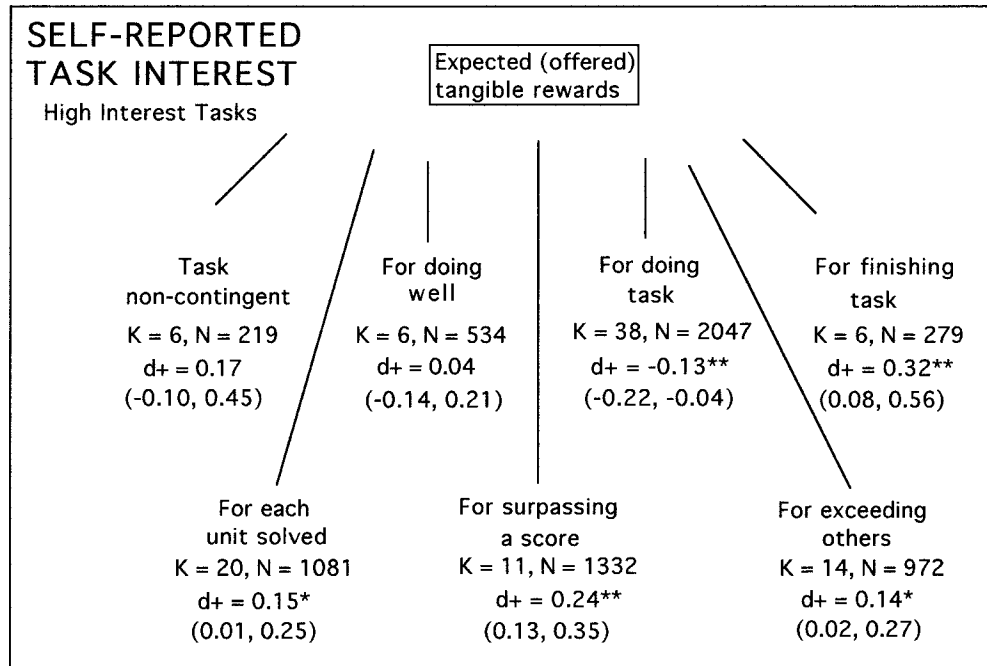 SELF-REPORTED
TASK INTEREST
High Interest Tasks
Expected (offered)
tangible rewards
Task
non-contingent
K = 6, N = 219
d+ = 0.17
(-0.10, 0.45)
For doing
well
K = 6, N = 534
d+ = 0.04
(-0.14, 0.21)
For doing
task
K = 38, N = 2047
d+ = -0.13**
(-0.22, -0.04)
For finishing
task
K = 6, N = 279
d+ = 0.32**
(0.08, 0.56)
For each
unit solved
K = 20, N = 1081
d+ = 0.15*
(0.01, 0.25)
For surpassing
a score
K = 11, N = 1332
d+ = 0.24**
(0.13, 0.35)
For exceeding
others
K = 14, N = 972
d+ = 0.14*
(0.02, 0.27)